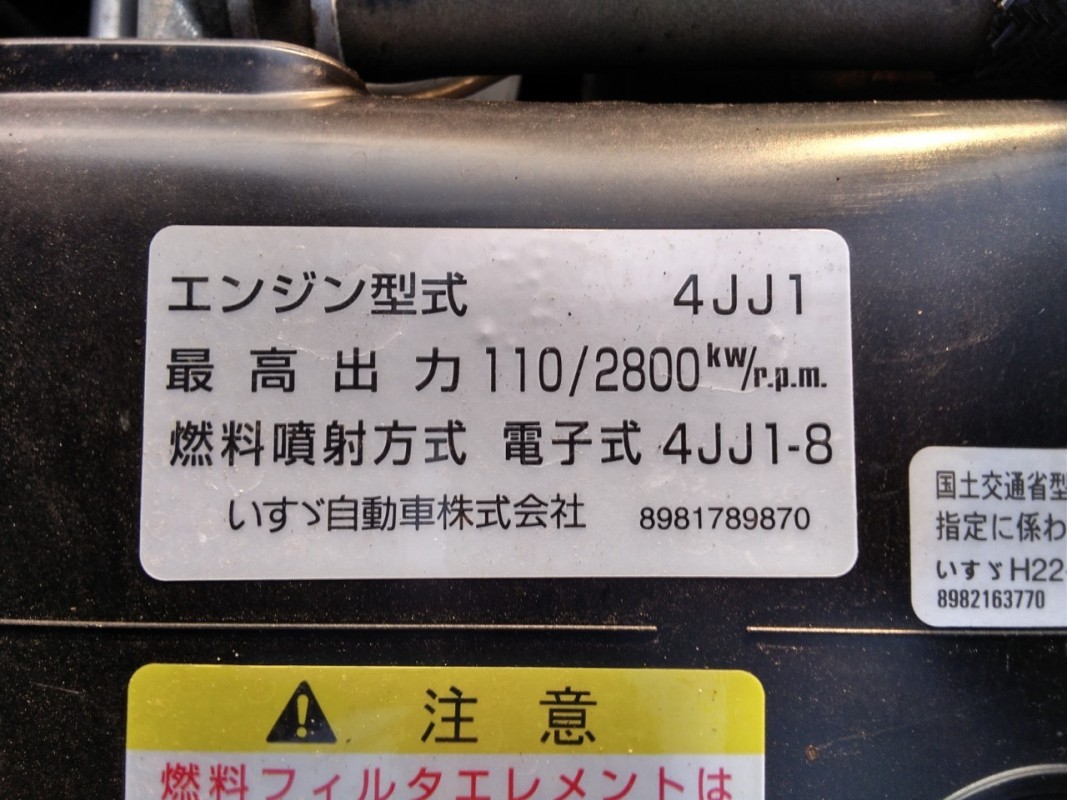 エンジン型式 4JJ1
最高出力 110/2800 kW/r.p.m.
燃料噴射方式 電子式 4JJ1-8
いすゞ自動車株式会社 8981789870
国土交通省型
指定に係わ
いすゞH22-
8982163770
注意
燃料フィルタエレメントは